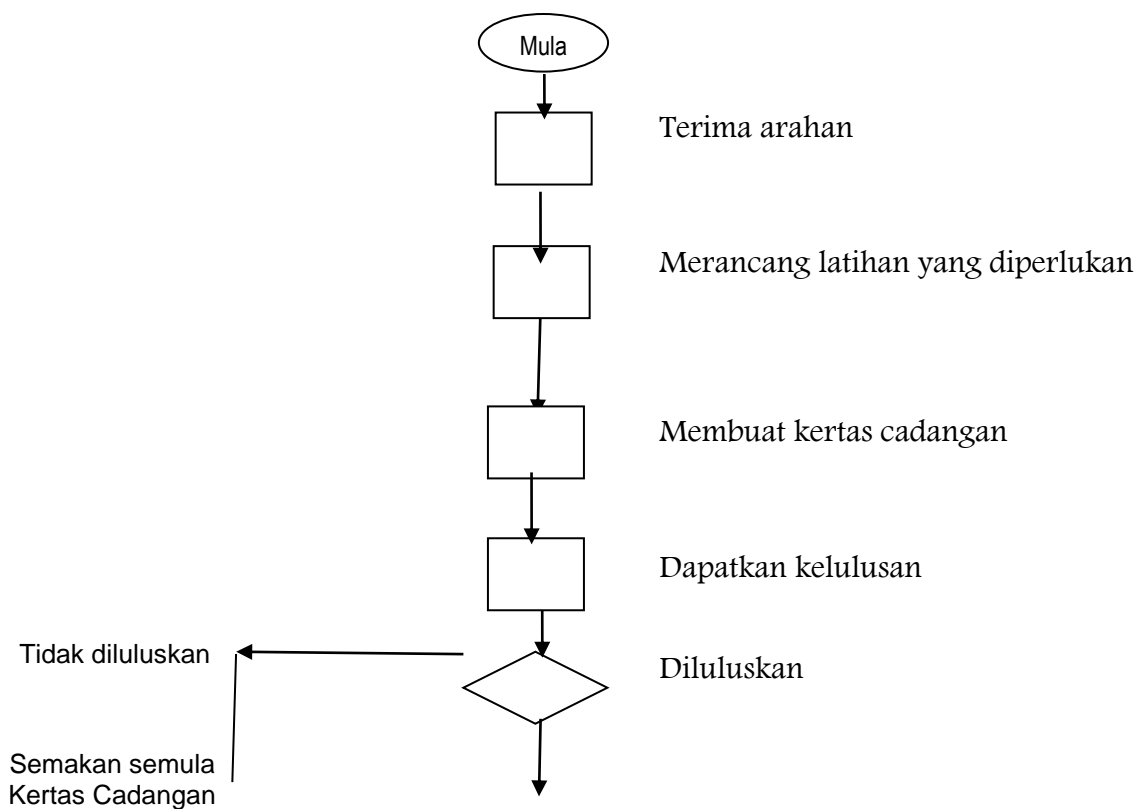 Mula
Terima arahan
Merancang latihan yang diperlukan
Membuat kertas cadangan
Dapatkan kelulusan
Tidak diluluskan
Diluluskan
Semakan semula
Kertas Cadangan